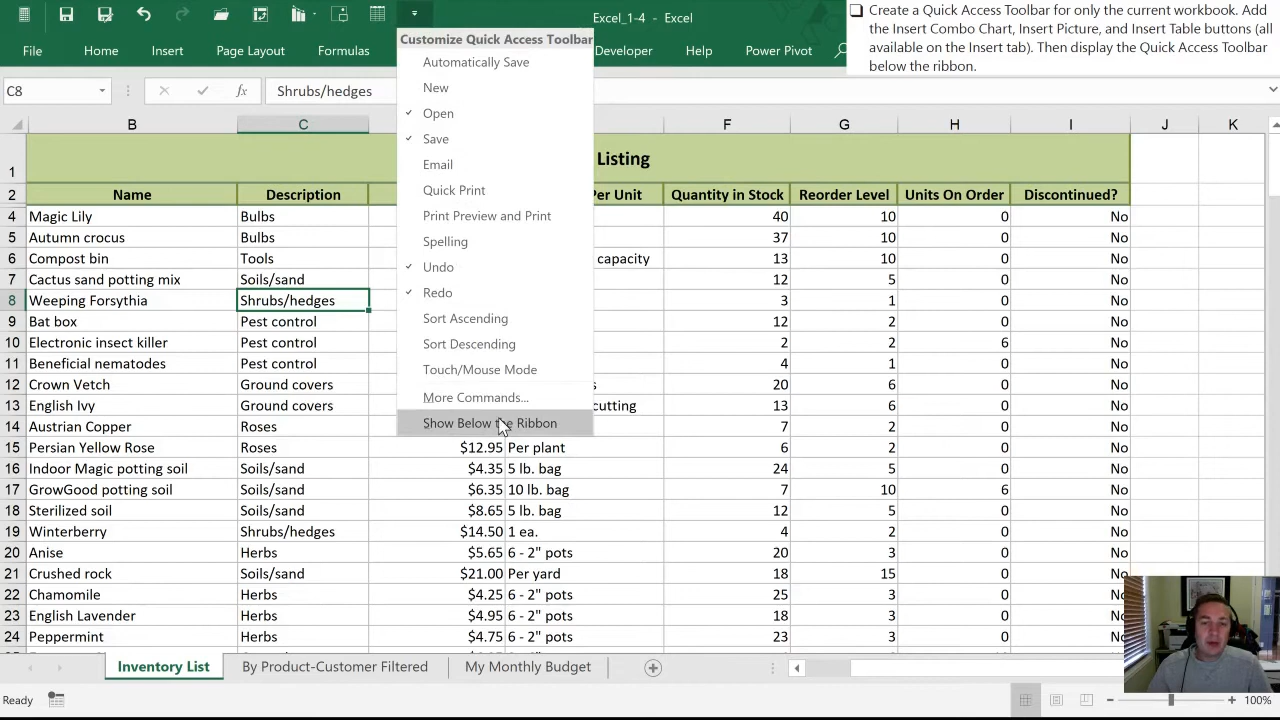 Excel_1-4 - Excel
Create a Quick Access Toolbar for only the current workbook. Add
the Insert Combo Chart, Insert Picture and Insert Table buttons (all
available on the Insert tab). Then display the Quick Access Toolbar
below the ribbon.
File Home Insert Page Layout Formulas Developer Help Power Pivot
Customize Quick Access Toolbar
Automatically Save
New
Open
Save
Email
Quick Print
Print Preview and Print
Spelling
Undo
Redo
Sort Ascending
Sort Descending
Touch/Mouse Mode
More Commands...
Show Below the Ribbon
C8 fx Shrubs/hedges
B C F G H I J K
1 Listing
2 Name Description Per Unit Quantity in Stock Reorder Level Units On Order Discontinued?
4 Magic Lily Bulbs 40 10 0 No
5 Autumn crocus Bulbs 37 10 0 No
6 Compost bin Tools capacity 13 10 0 No
7 Cactus sand potting mix Soils/sand 12 5 0 No
8 Weeping Forsythia Shrubs/hedges 3 1 0 No
9 Bat box Pest control 12 2 0 No
10 Electronic insect killer Pest control 2 2 6 No
11 Beneficial nematodes Pest control 4 1 0 No
12 Crown Vetch Ground covers s 20 6 0 No
13 English Ivy Ground covers cutting 13 6 0 No
14 Austrian Copper Roses 7 2 0 No
15 Persian Yellow Rose Roses $12.95 Per plant 6 2 0 No
16 Indoor Magic potting soil Soils/sand $4.35 5 lb. bag 24 5 0 No
17 GrowGood potting soil Soils/sand $6.35 10 lb. bag 7 10 6 No
18 Sterilized soil Soils/sand $8.65 5 lb. bag 12 5 0 No
19 Winterberry Shrubs/hedges $14.50 1 ea. 4 2 0 No
20 Anise Herbs $5.65 6 - 2" pots 20 3 0 No
21 Crushed rock Soils/sand $21.00 Per yard 18 15 0 No
22 Chamomile Herbs $4.25 6 - 2" pots 25 3 0
23 English Lavender Herbs $4.95 6 - 2" pots 18 3 0
24 Peppermint Herbs $4.75 6 - 2" pots 23 3 0
Inventory List By Product-Customer Filtered My Monthly Budget
Ready 100%